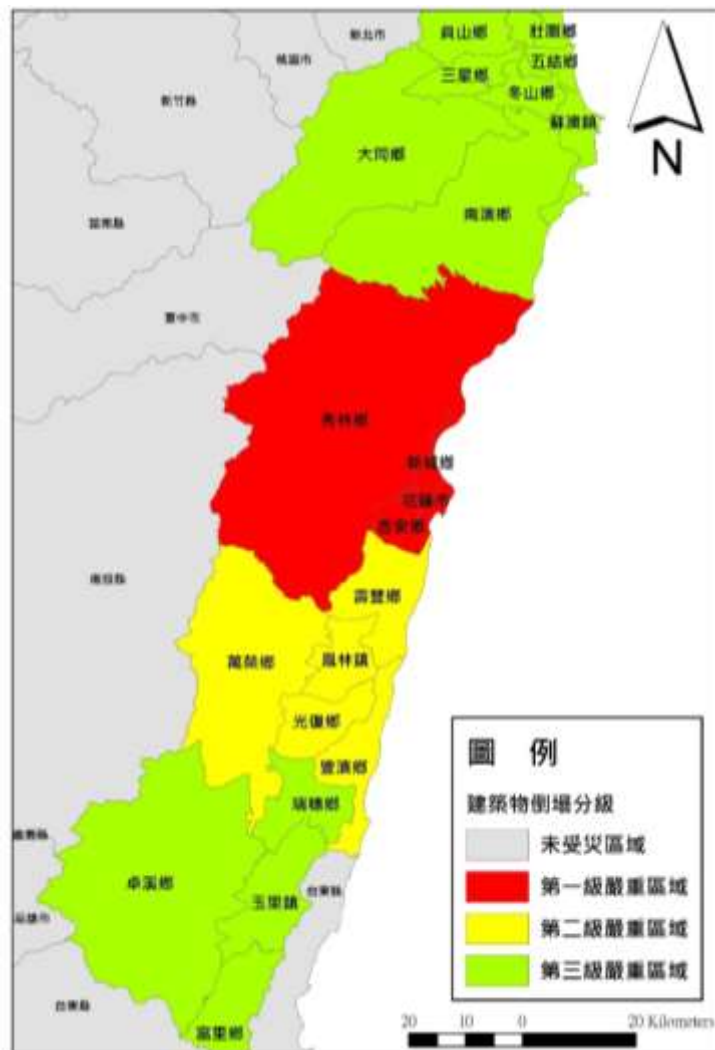 新北市
員山鄉
壯圍鄉
桃園市
三星鄉
五結鄉
新竹縣
冬山鄉
蘇澳鎮
大同鄉
N
苗栗縣
南澳鄉
臺中市
秀林鄉
新城鄉
花蓮市
吉安鄉
南投縣
壽豐鄉
萬榮鄉
鳳林鎮
光復鄉
豐濱鄉
瑞穗鄉
卓溪鄉
玉里鎮
台東縣
高雄市
台東縣
富里鄉
圖 例
建築物倒塌分級
未受災區域
第一級嚴重區域
第二級嚴重區域
第三級嚴重區域
20 10 0 20 Kilometers